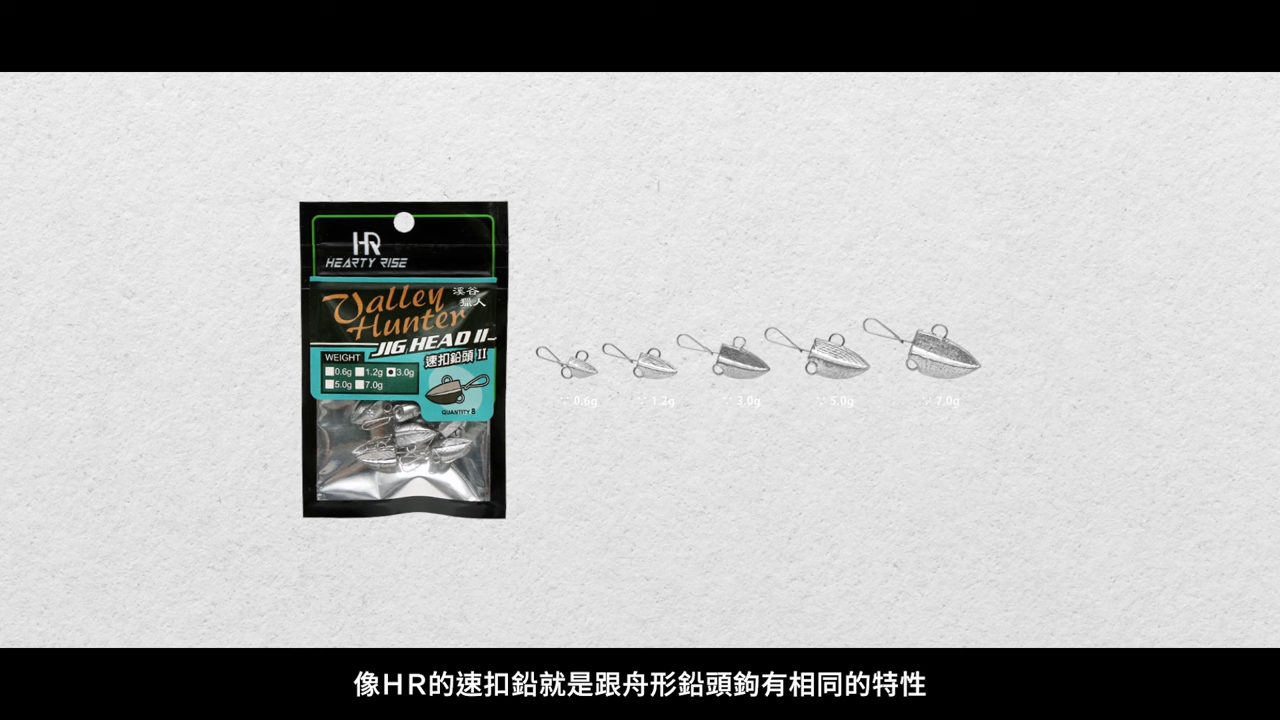 HR
HEARTY RISE
Valley
Hunter
溪谷
獵人
JIG HEAD II
速扣鉛頭 II
WEIGHT
0.6g 1.2g 3.0g
5.0g 7.0g
QUANTITY 8
0.6g 1.2g 3.0g 5.0g 7.0g
像HR的速扣鉛就是跟舟形鉛頭鉤有相同的特性